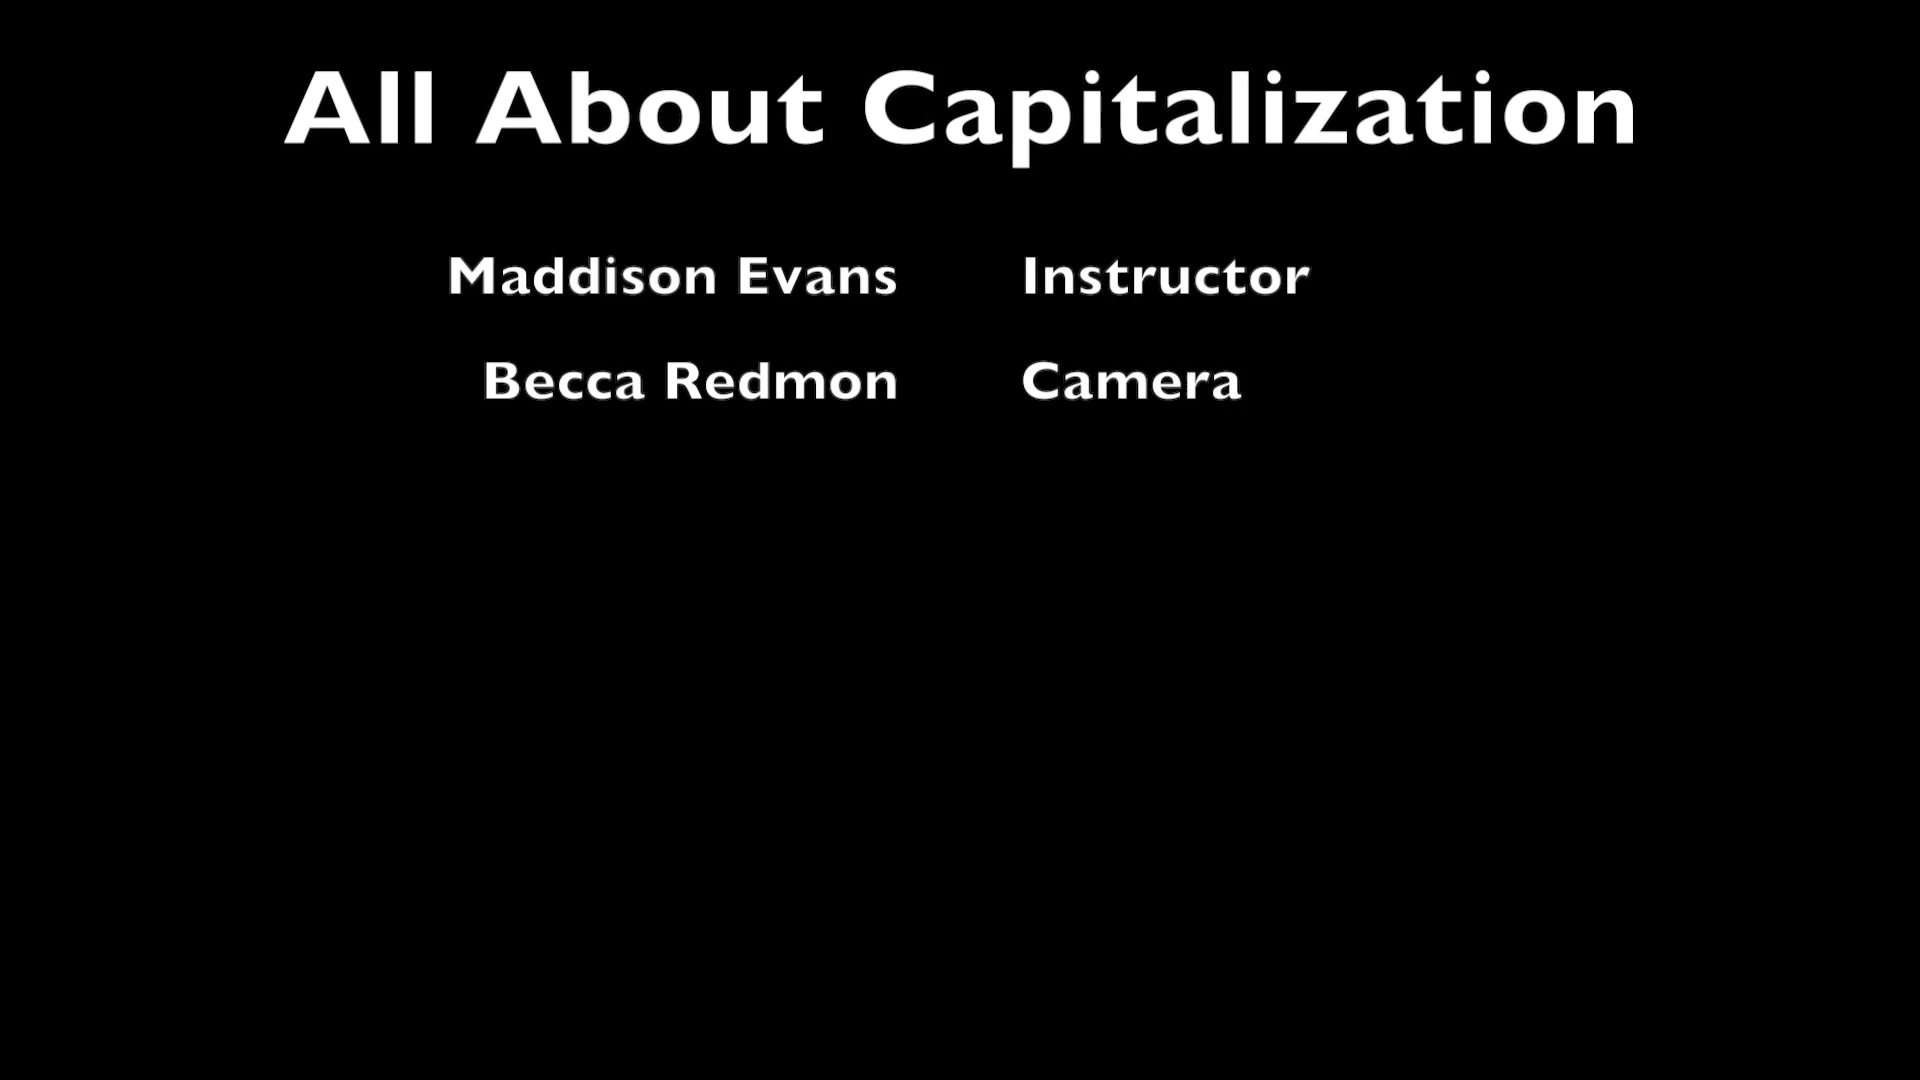 All About Capitalization
Maddison Evans Instructor
Becca Redmon Camera